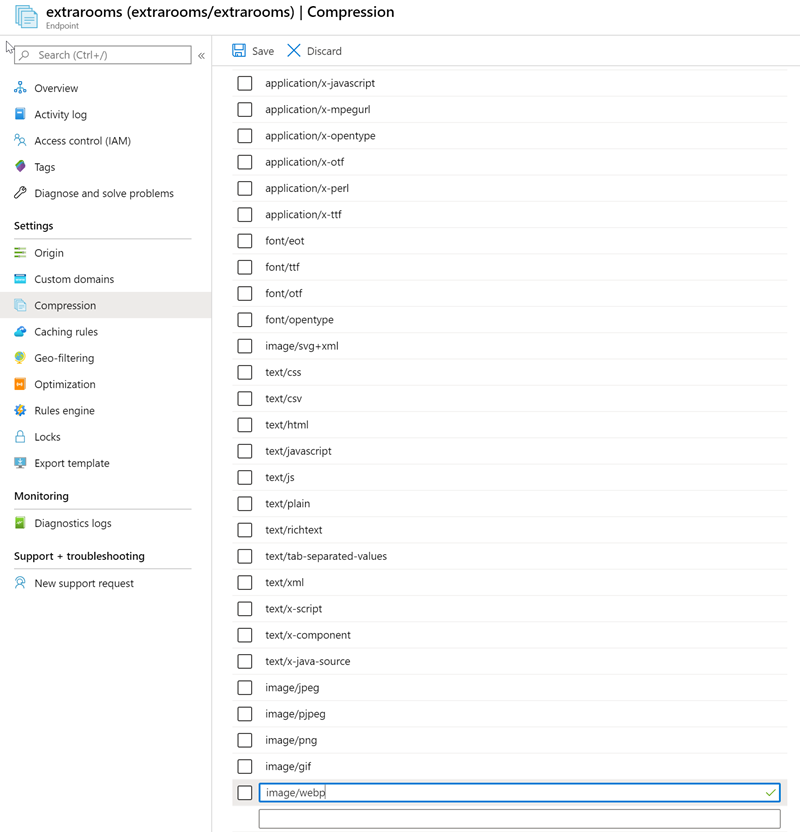 extrarooms (extrarooms/extrarooms) | Compression
Endpoint
Search (Ctrl+/)
«
Overview
Activity log
Access control (IAM)
Tags
Diagnose and solve problems
Settings
Origin
Custom domains
Compression
Caching rules
Geo-filtering
Optimization
Rules engine
Locks
Export template
Monitoring
Diagnostics logs
Support + troubleshooting
New support request
Save
Discard
application/x-javascript
application/x-mpegurl
application/x-opentype
application/x-otf
application/x-perl
application/x-ttf
font/eot
font/ttf
font/otf
font/opentype
image/svg+xml
text/css
text/csv
text/html
text/javascript
text/js
text/plain
text/richtext
text/tab-separated-values
text/xml
text/x-script
text/x-component
text/x-java-source
image/jpeg
image/pjpeg
image/png
image/gif
image/webp